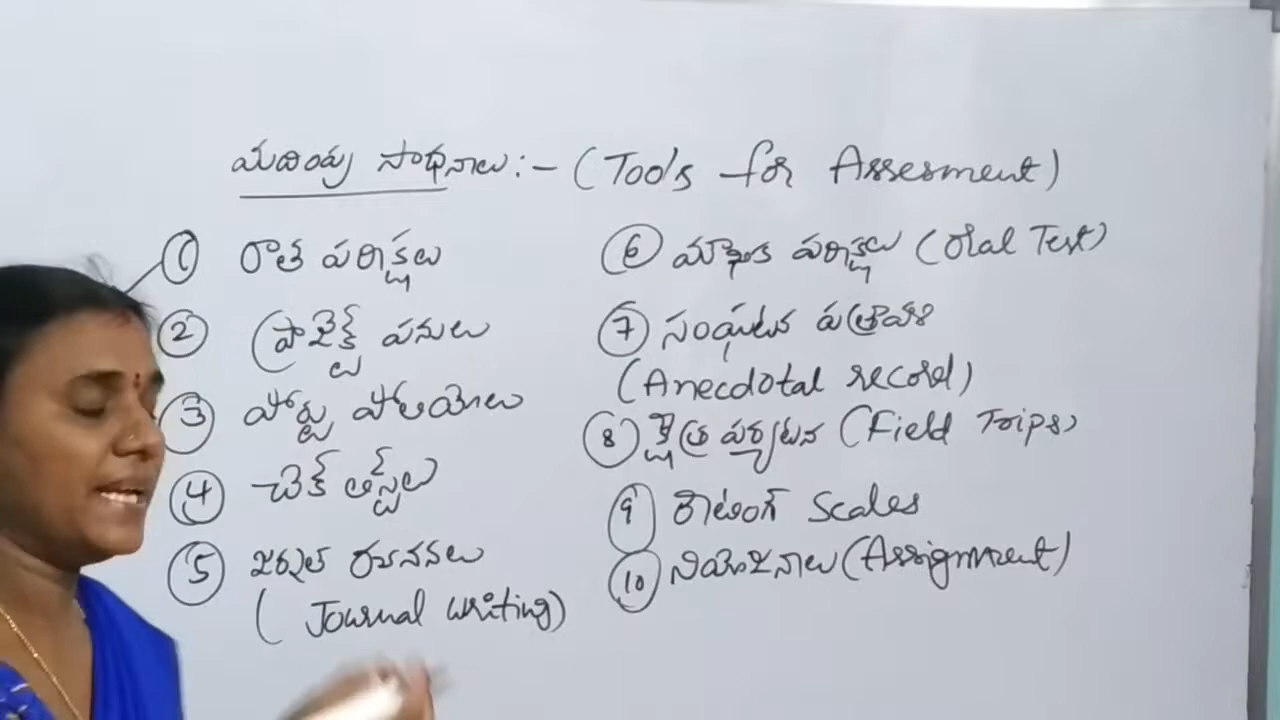 మదింపు సాధనాలు :- (Tools for Assesment)
① రాత పరీక్షలు
② ప్రాజెక్ట్ పనులు
③ పోర్టు పోలియోలు
④ చెక్ లిస్ట్‌లు
⑤ జర్నల్ రచనలు
(Journal writing)
⑥ మౌఖిక పరీక్షలు (Oral Test)
⑦ సంఘటన పత్రావళి
(Anecdotal record)
⑧ క్షేత్ర పర్యటన (Field Trips)
⑨ రాటింగ్ Scales
⑩ నియోజనాలు (Assignment)